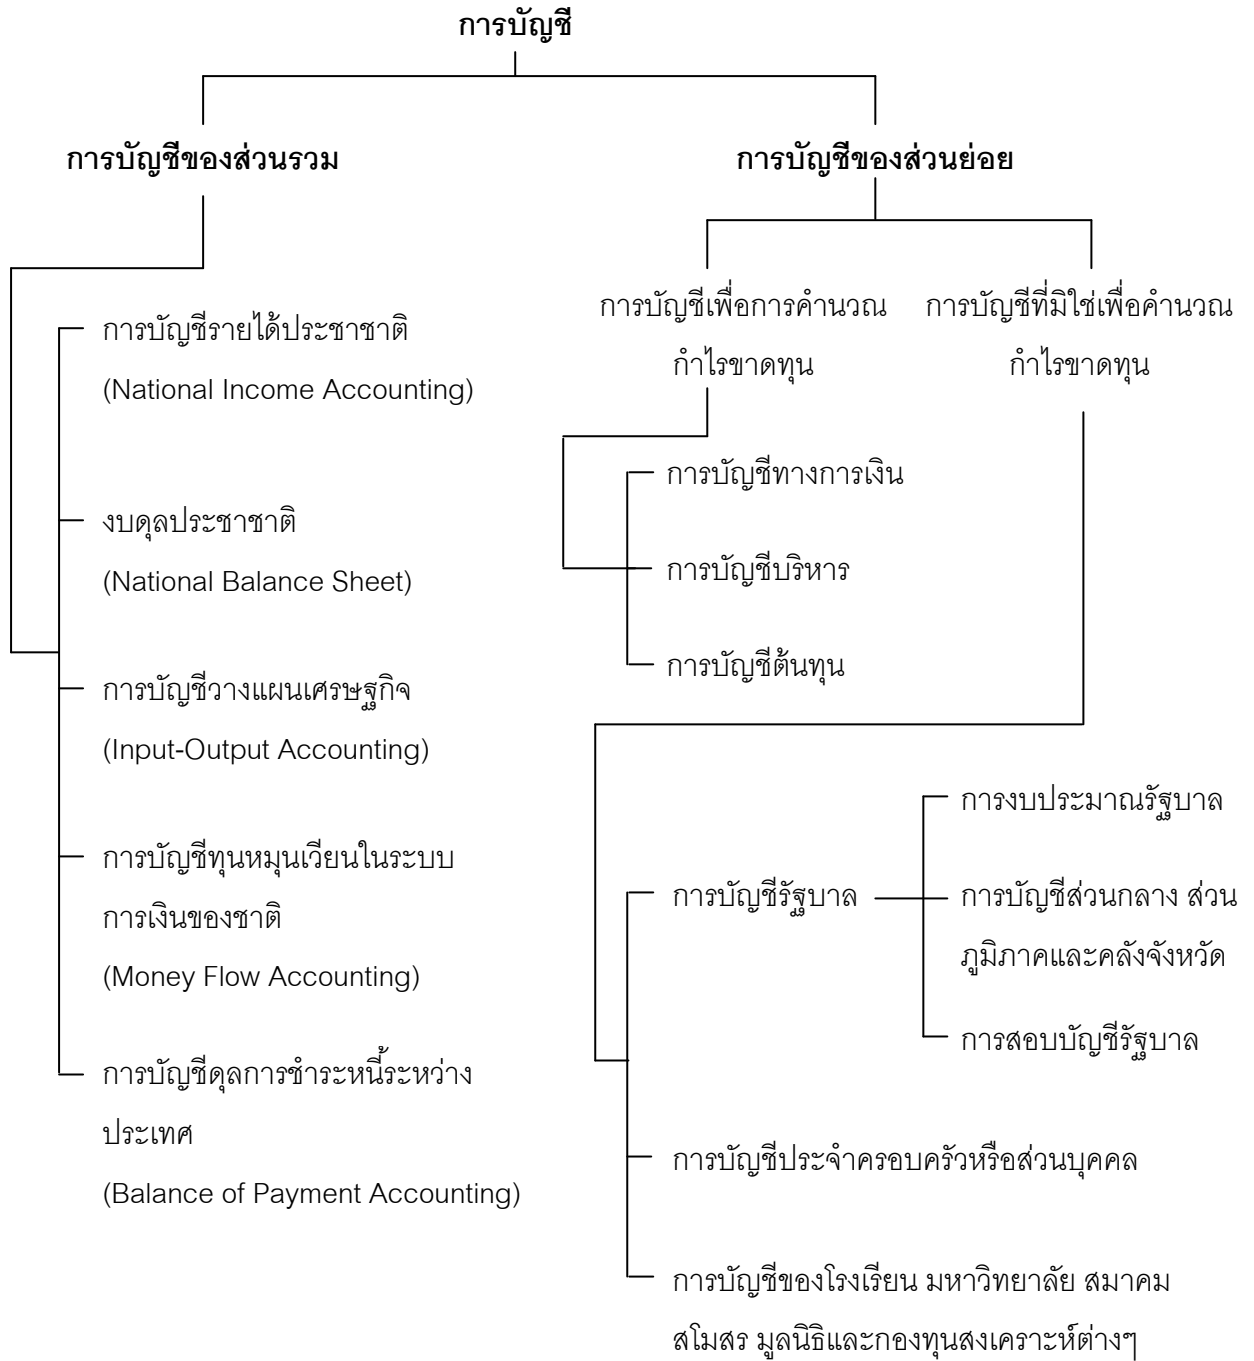 การบัญชี
การบัญชีของส่วนรวม
การบัญชีรายได้ประชาชาติ
(National Income Accounting)
งบดุลประชาชาติ
(National Balance Sheet)
การบัญชีวางแผนเศรษฐกิจ
(Input-Output Accounting)
การบัญชีทุนหมุนเวียนในระบบ
การเงินของชาติ
(Money Flow Accounting)
การบัญชีดุลการชำระหนี้ระหว่าง
ประเทศ
(Balance of Payment Accounting)
การบัญชีของส่วนย่อย
การบัญชีเพื่อการคำนวณ
กำไรขาดทุน
การบัญชีทางการเงิน
การบัญชีบริหาร
การบัญชีต้นทุน
การบัญชีที่มิใช่เพื่อคำนวณ
กำไรขาดทุน
การบัญชีรัฐบาล
การงบประมาณรัฐบาล
การบัญชีส่วนกลาง ส่วน
ภูมิภาคและคลังจังหวัด
การสอบบัญชีรัฐบาล
การบัญชีประจำครอบครัวหรือส่วนบุคคล
การบัญชีของโรงเรียน มหาวิทยาลัย สมาคม
สโมสร มูลนิธิและกองทุนสงเคราะห์ต่างๆ